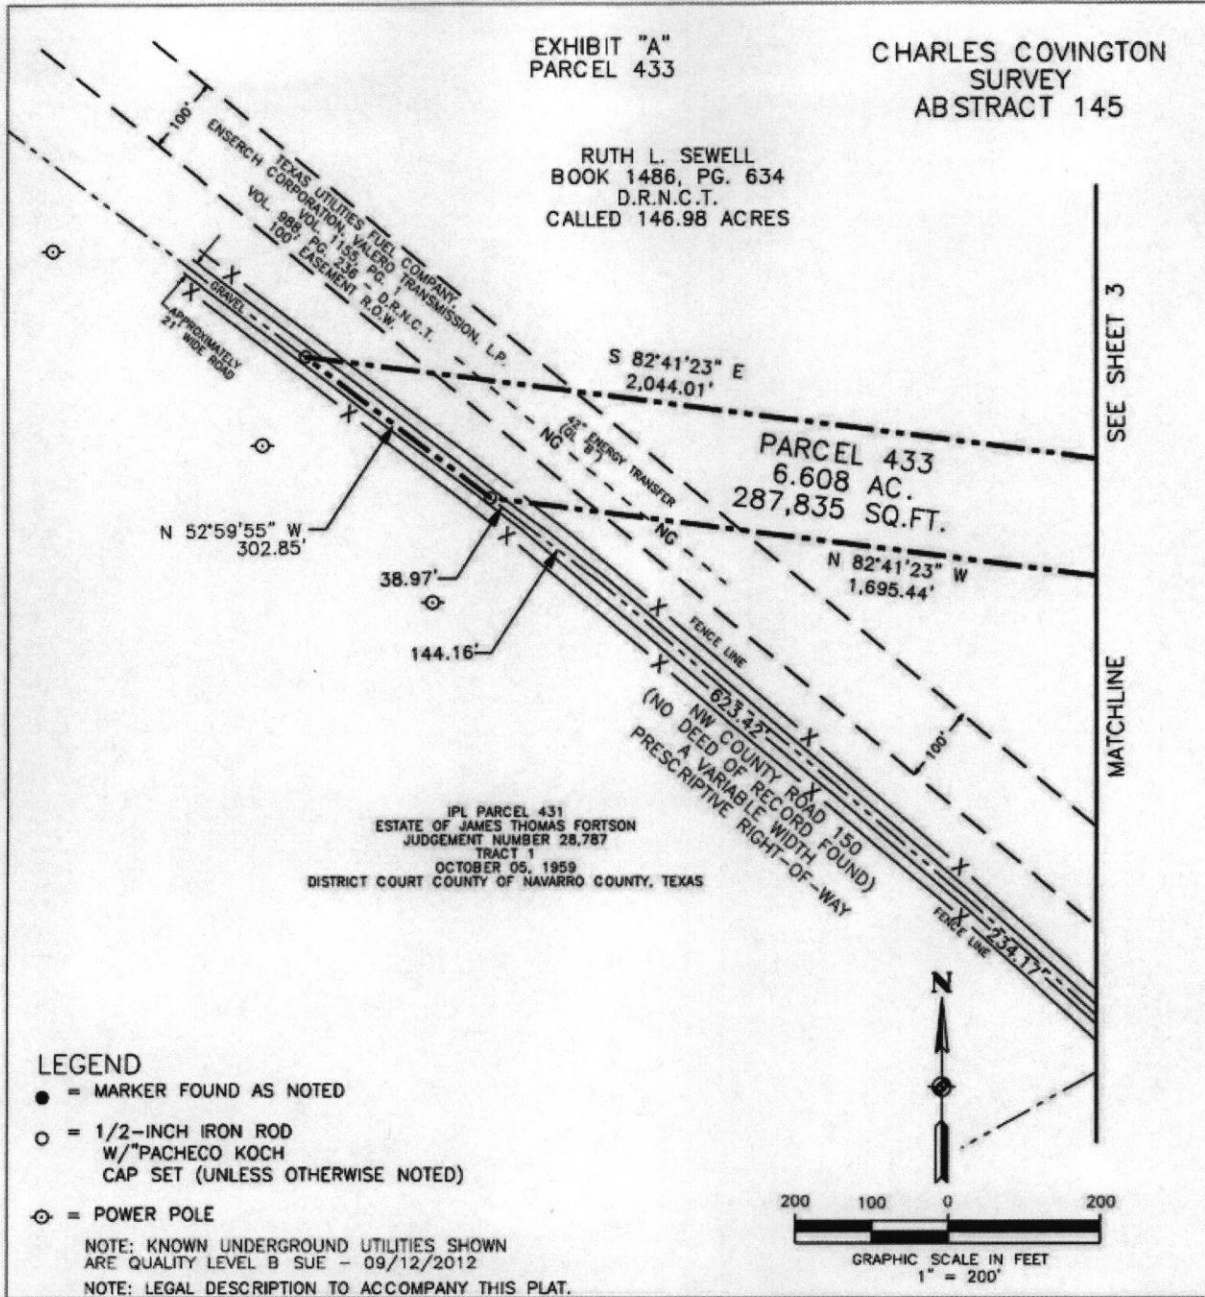 EXHIBIT "A"
PARCEL 433
CHARLES COVINGTON
SURVEY
ABSTRACT 145
RUTH L. SEWELL
BOOK 1486, PG. 634
D.R.N.C.T.
CALLED 146.98 ACRES
100'
TEXAS UTILITIES FUEL COMPANY
ENSERCH CORPORATION, VALERO TRANSMISSION, L.P.
VOL. 1155, PG. 1
VOL. 988, PG. 236 - D.R.N.C.T.
100' EASEMENT R.O.W.
GRAVEL
APPROXIMATELY
21' WIDE ROAD
S 82°41'23" E
2,044.01'
SEE SHEET 3
42" ENERGY TRANSFER
(QL "B")
NG
NG
PARCEL 433
6.608 AC.
287,835 SQ.FT.
N 52°59'55" W
302.85'
N 82°41'23" W
1,695.44'
38.97'
144.16'
FENCE LINE
MATCHLINE
623.42'
NW COUNTY ROAD 150
(NO DEED OF RECORD FOUND)
A VARIABLE WIDTH
PRESCRIPTIVE RIGHT-OF-WAY
100'
IPL PARCEL 431
ESTATE OF JAMES THOMAS FORTSON
JUDGEMENT NUMBER 28,787
TRACT 1
OCTOBER 05, 1959
DISTRICT COURT COUNTY OF NAVARRO COUNTY, TEXAS
FENCE LINE
234.17'
N
LEGEND
● = MARKER FOUND AS NOTED
○ = 1/2-INCH IRON ROD
W/"PACHECO KOCH
CAP SET (UNLESS OTHERWISE NOTED)
= POWER POLE
NOTE: KNOWN UNDERGROUND UTILITIES SHOWN
ARE QUALITY LEVEL B SUE - 09/12/2012
NOTE: LEGAL DESCRIPTION TO ACCOMPANY THIS PLAT.
200 100 0 200
GRAPHIC SCALE IN FEET
1" = 200'